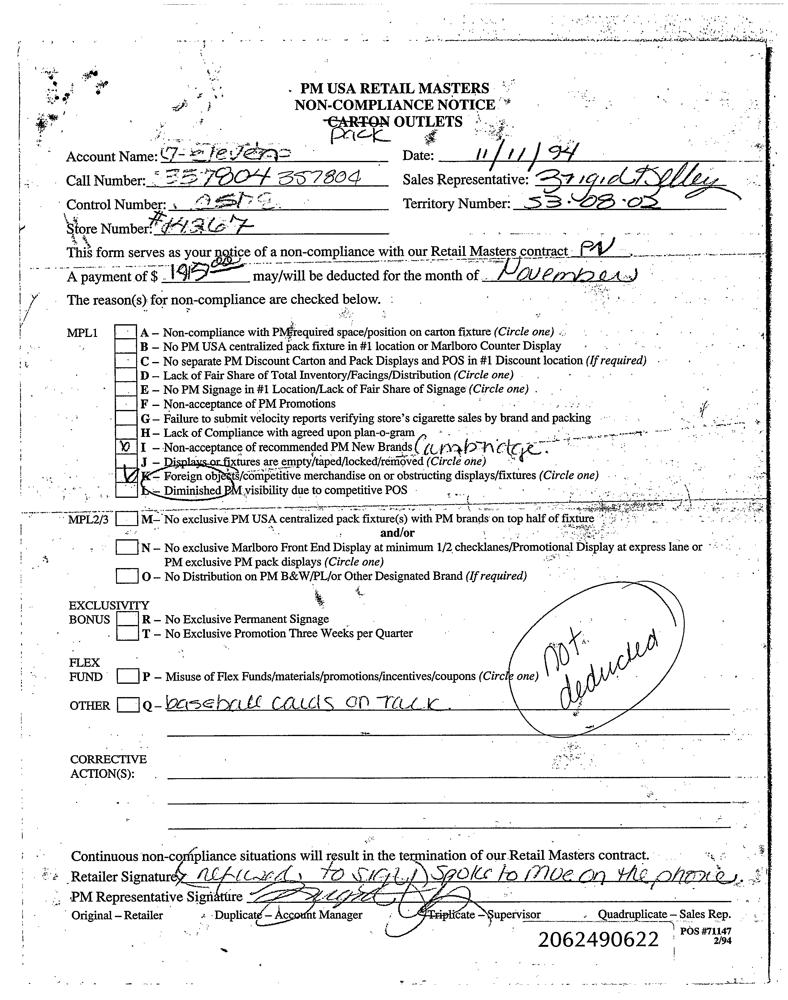 PM USA RETAIL MASTERS
NON-COMPLIANCE NOTICE
CARTON OUTLETS
pack
Account Name: 7-Eleven
Date: 11/11/94
Call Number: 357804 357804
Sales Representative: Brigid Kelley
Control Number:
Territory Number: 53-08-02
Store Number: #14267
This form serves as your notice of a non-compliance with our Retail Masters contract
A payment of $ may/will be deducted for the month of November
The reason(s) for non-compliance are checked below.
MPL1 A – Non-compliance with PM required space/position on carton fixture (Circle one)
B – No PM USA centralized pack fixture in #1 location or Marlboro Counter Display
C – No separate PM Discount Carton and Pack Displays and POS in #1 Discount location (If required)
D – Lack of Fair Share of Total Inventory/Facings/Distribution (Circle one)
E – No PM Signage in #1 Location/Lack of Fair Share of Signage (Circle one)
F – Non-acceptance of PM Promotions
G – Failure to submit velocity reports verifying store's cigarette sales by brand and packing
H – Lack of Compliance with agreed upon plan-o-gram
I – Non-acceptance of recommended PM New Brands Cambridge.
J – Displays or fixtures are empty/taped/locked/removed (Circle one)
K – Foreign objects/competitive merchandise on or obstructing displays/fixtures (Circle one)
L – Diminished PM visibility due to competitive POS
MPL2/3 M – No exclusive PM USA centralized pack fixture(s) with PM brands on top half of fixture
and/or
N – No exclusive Marlboro Front End Display at minimum 1/2 checklanes/Promotional Display at express lane or
PM exclusive PM pack displays (Circle one)
O – No Distribution on PM B&W/PL/or Other Designated Brand (If required)
EXCLUSIVITY
BONUS R – No Exclusive Permanent Signage
T – No Exclusive Promotion Three Weeks per Quarter
FLEX
FUND P – Misuse of Flex Funds/materials/promotions/incentives/coupons (Circle one)
not
deducted
OTHER Q – baseball cards on rack.
CORRECTIVE
ACTION(S):
Continuous non-compliance situations will result in the termination of our Retail Masters contract.
Retailer Signature refused to sign) Spoke to Moe on the phone.
PM Representative Signature
Original – Retailer Duplicate – Account Manager Triplicate – Supervisor Quadruplicate – Sales Rep.
2062490622
POS #71147
2/94